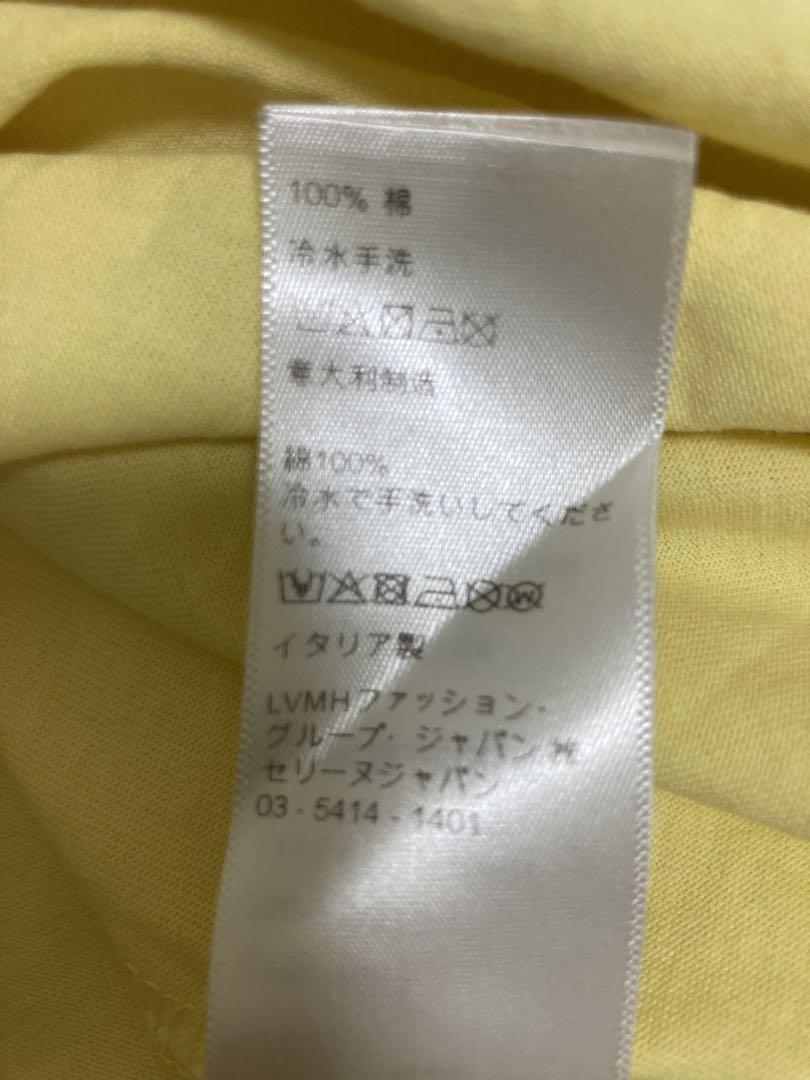 100% 棉
冷水手洗
意大利制造
綿100%
冷水で手洗いしてくださ
い。
イタリア製
LVMHファッション・
グループ・ジャパン ㈱
セリーヌジャパン
03 - 5414 - 1401